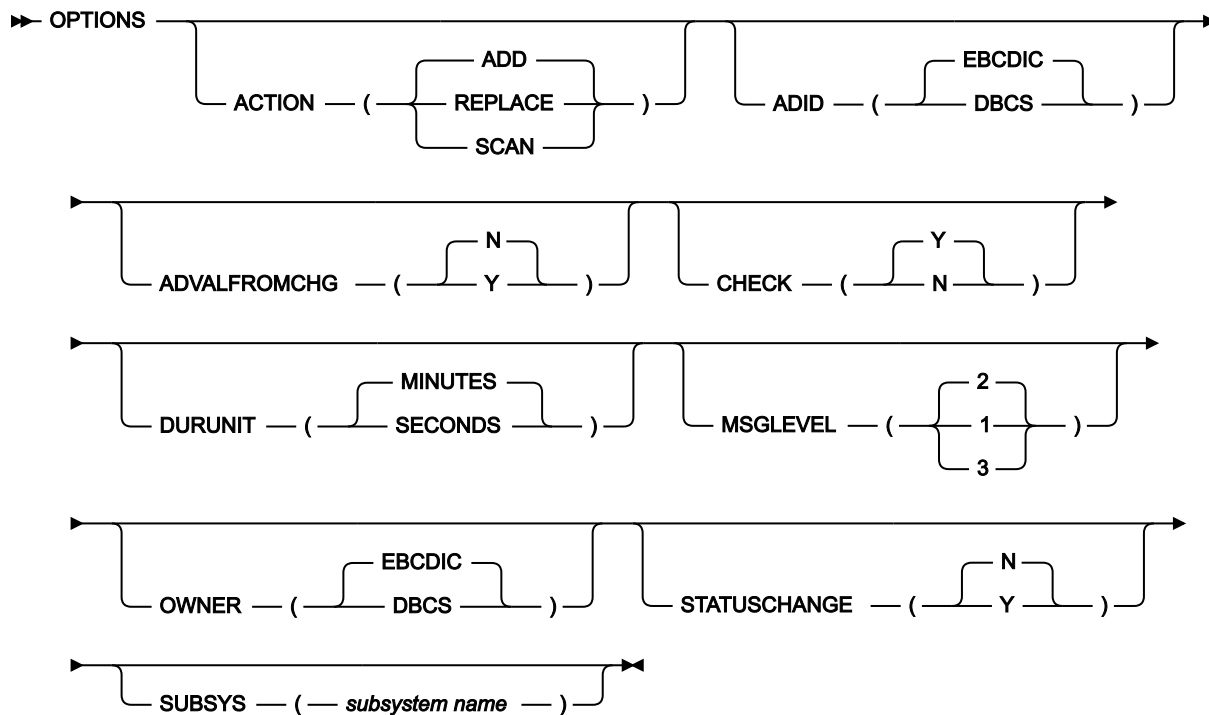 OPTIONS
ACTION ( ADD REPLACE SCAN )
ADID ( EBCDIC DBCS )
ADVALFROMCHG ( N Y )
CHECK ( Y N )
DURUNIT ( MINUTES SECONDS )
MSGLEVEL ( 2 1 3 )
OWNER ( EBCDIC DBCS )
STATUSCHANGE ( N Y )
SUBSYS ( subsystem name )